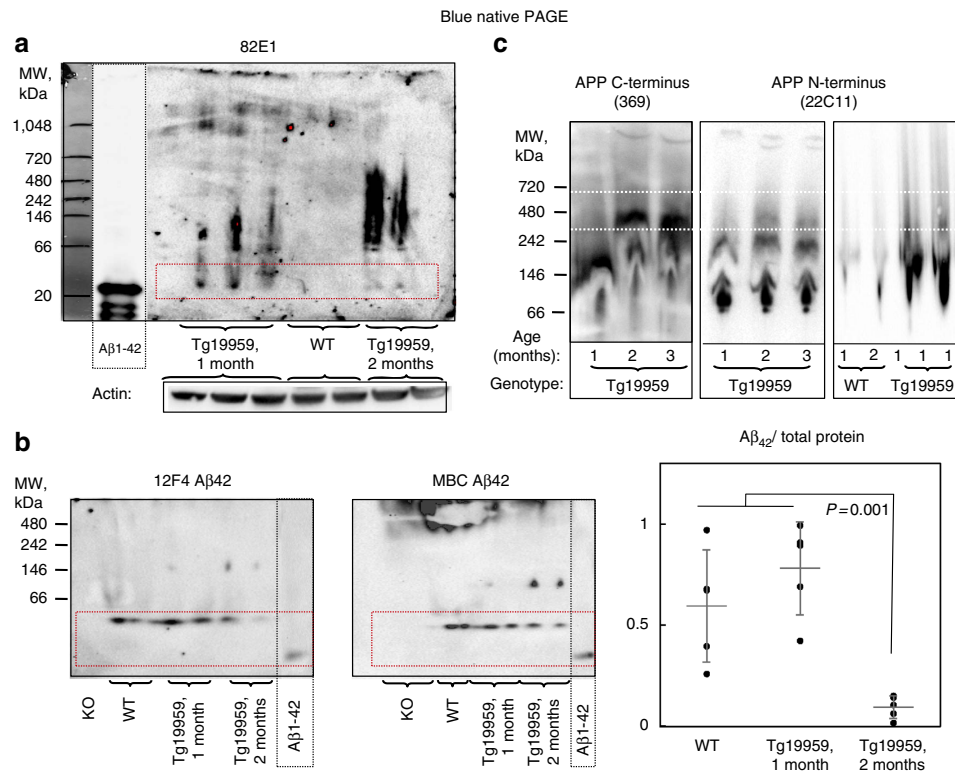 Blue native PAGE
a
82E1
MW,
kDa
1,048
720
480
242
146
66
20
Aβ1-42
Tg19959,
1 month
WT
Tg19959,
2 months
Actin:
c
APP C-terminus
(369)
APP N-terminus
(22C11)
MW,
kDa
720
480
242
146
66
Age
(months):
1 2 3
1 2 3
1 2 1 1 1
Genotype:
Tg19959
Tg19959
WT
Tg19959
b
12F4 Aβ42
MW,
kDa
480
242
146
66
KO
WT
Tg19959,
1 month
Tg19959,
2 months
Aβ1-42
MBC Aβ42
KO
WT
Tg19959,
1 month
Tg19959,
2 months
Aβ1-42
Aβ42/ total protein
P=0.001
1
0.5
0
WT
Tg19959,
1 month
Tg19959,
2 months